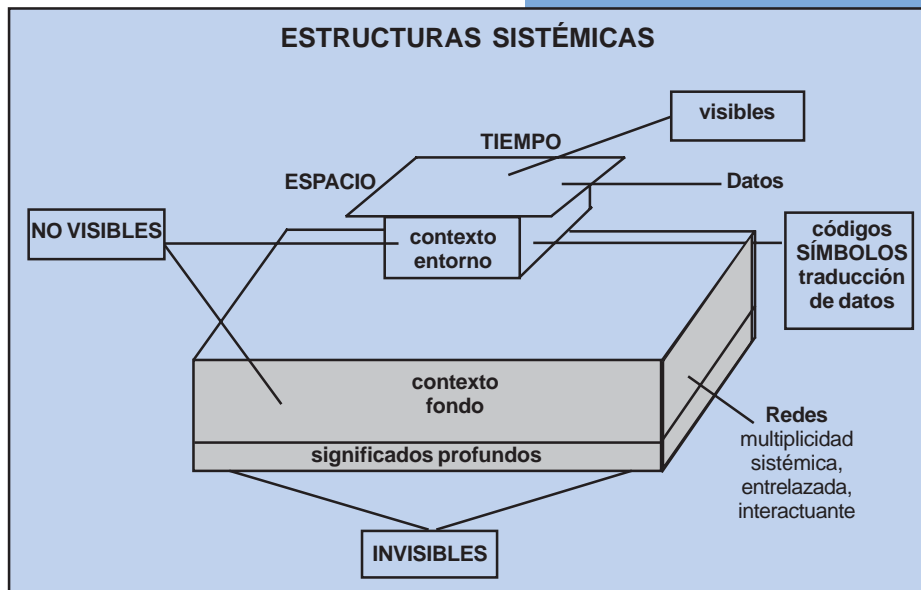 ESTRUCTURAS SISTÉMICAS
visibles
TIEMPO
ESPACIO
Datos
NO VISIBLES
contexto
entorno
códigos
SÍMBOLOS
traducción
de datos
contexto
fondo
Redes
multiplicidad
sistémica,
entrelazada,
interactuante
significados profundos
INVISIBLES